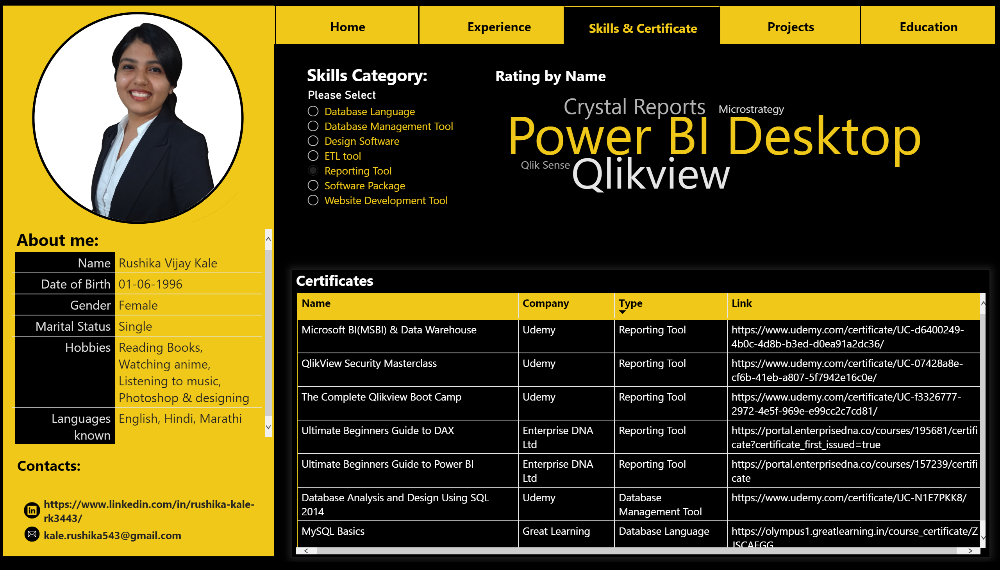 Home
Experience
Skills & Certificate
Projects
Education
Skills Category:
Please Select
Database Language
Database Management Tool
Design Software
ETL tool
Reporting Tool
Software Package
Website Development Tool
Rating by Name
Crystal Reports
Microstrategy
Power BI Desktop
Qlik Sense
Qlikview
About me:
Name Rushika Vijay Kale
Date of Birth 01-06-1996
Gender Female
Marital Status Single
Hobbies Reading Books,
Watching anime,
Listening to music,
Photoshop & designing
Languages English, Hindi, Marathi
known
Contacts:
in
https://www.linkedin.com/in/rushika-kale-
rk3443/
kale.rushika543@gmail.com
Certificates
Name Company Type Link
Microsoft BI(MSBI) & Data Warehouse Udemy Reporting Tool https://www.udemy.com/certificate/UC-d6400249-
4b0c-4d8b-b3ed-d0ea91a2dc36/
QlikView Security Masterclass Udemy Reporting Tool https://www.udemy.com/certificate/UC-07428a8e-
cf6b-41eb-a807-5f7942e16c0e/
The Complete Qlikview Boot Camp Udemy Reporting Tool https://www.udemy.com/certificate/UC-f3326777-
2972-4e5f-969e-e99cc2c7cd81/
Ultimate Beginners Guide to DAX Enterprise DNA Reporting Tool https://portal.enterprisedna.co/courses/195681/certifi
Ltd cate?certificate_first_issued=true
Ultimate Beginners Guide to Power BI Enterprise DNA Reporting Tool https://portal.enterprisedna.co/courses/157239/certifi
Ltd cate
Database Analysis and Design Using SQL Udemy Database https://www.udemy.com/certificate/UC-N1E7PKK8/
2014 Management Tool
MySQL Basics Great Learning Database Language https://olympus1.greatlearning.in/course_certificate/Z